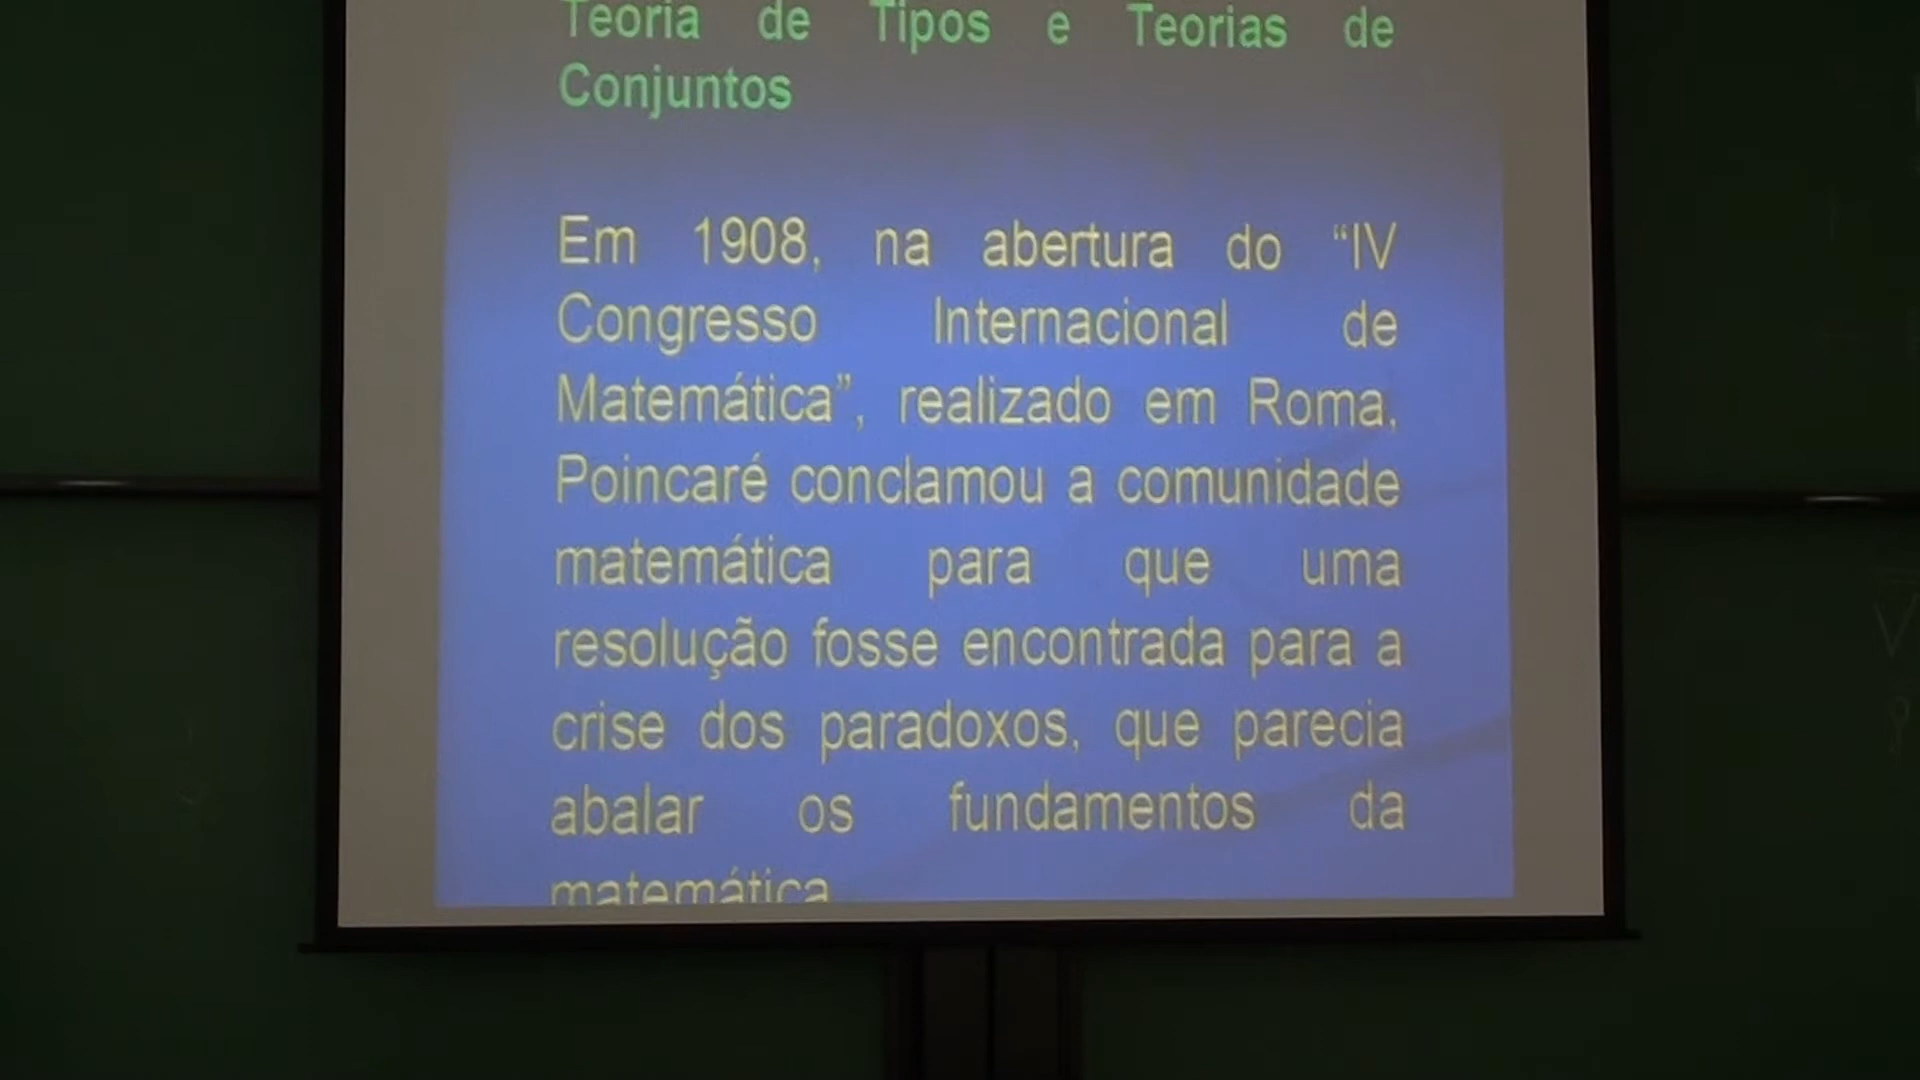 Teoria de Tipos e Teorias de
Conjuntos
Em 1908, na abertura do “IV
Congresso Internacional de
Matemática”, realizado em Roma,
Poincaré conclamou a comunidade
matemática para que uma
resolução fosse encontrada para a
crise dos paradoxos, que parecia
abalar os fundamentos da
matemática